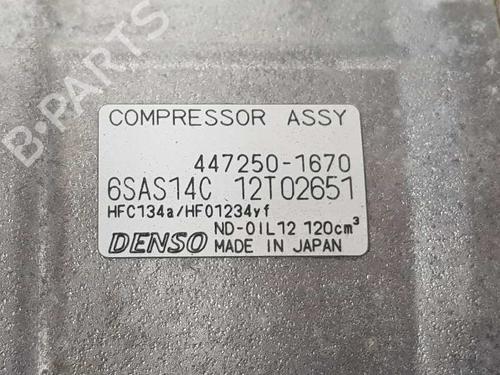 COMPRESSOR ASSY
447250-1670
6SAS14C 12T02651
HFC134a/HFO1234yf
DENSO ND-OIL12 120cm³
MADE IN JAPAN
B-PARTS